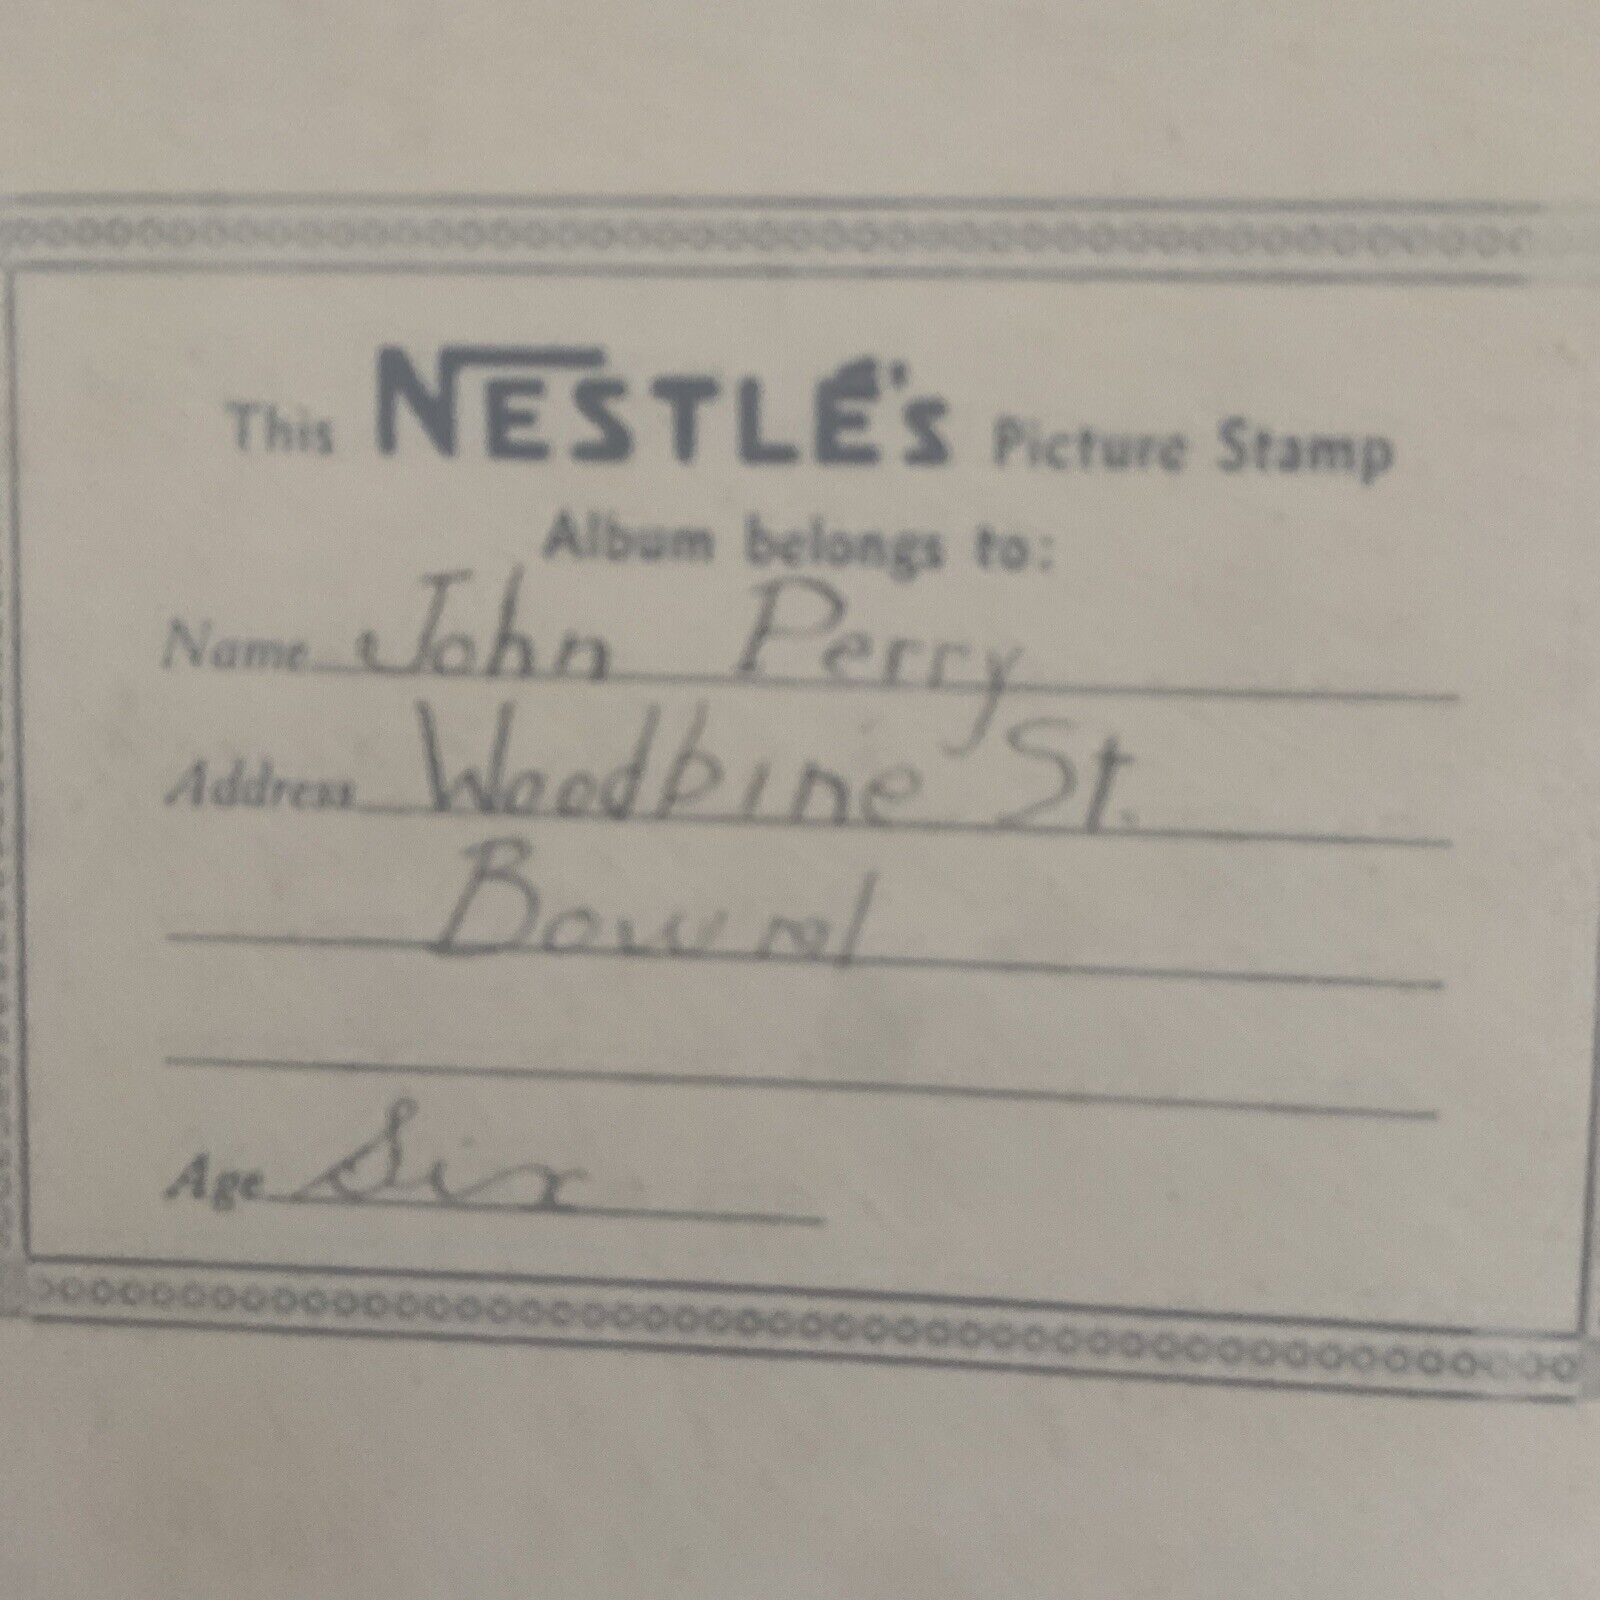 This NESTLÉ's Picture Stamp
Album belongs to:
Name John Perry
Address Woodbine St.
Bowral
Age Six